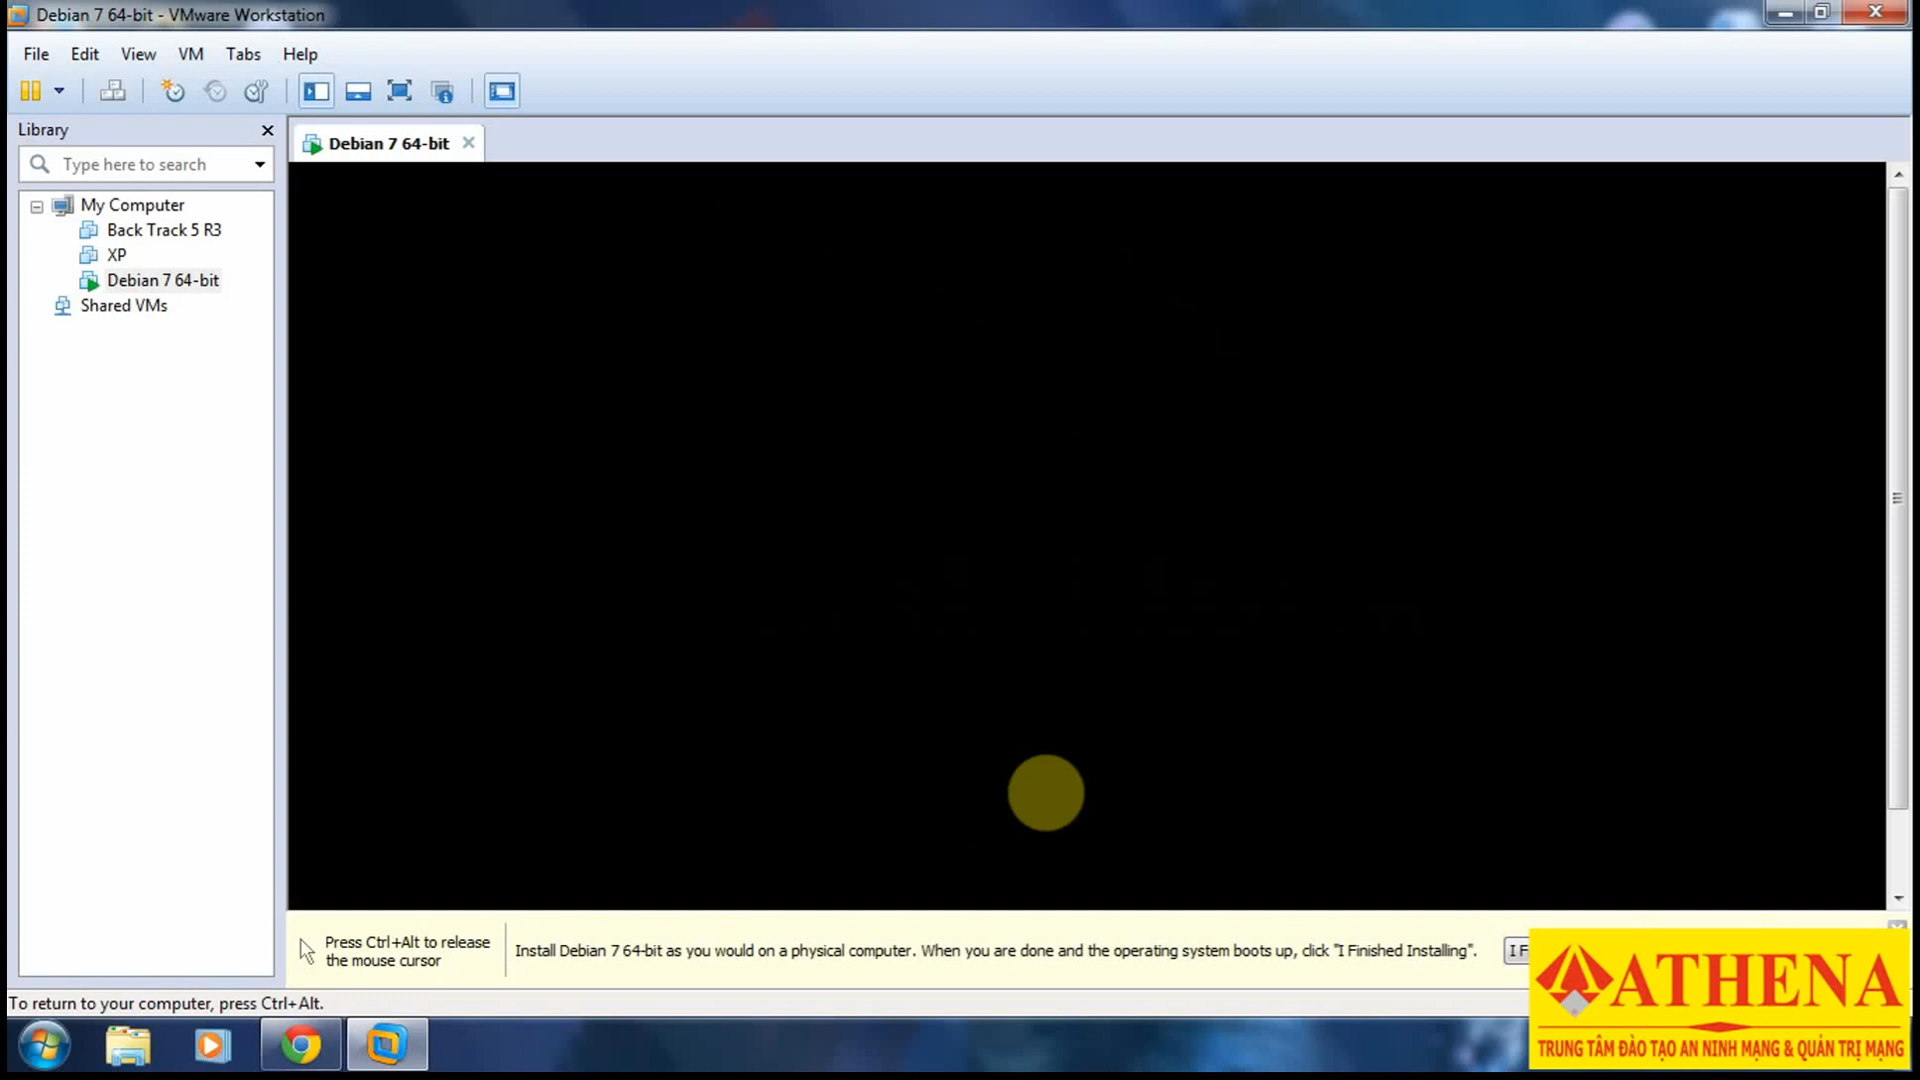 Debian 7 64-bit - VMware Workstation
File Edit View VM Tabs Help
Library
Type here to search
My Computer
Back Track 5 R3
XP
Debian 7 64-bit
Shared VMs
Debian 7 64-bit
Press Ctrl+Alt to release
the mouse cursor
Install Debian 7 64-bit as you would on a physical computer. When you are done and the operating system boots up, click "I Finished Installing".
I F
To return to your computer, press Ctrl+Alt.
ATHENA
TRUNG TÂM ĐÀO TẠO AN NINH MẠNG & QUẢN TRỊ MẠNG